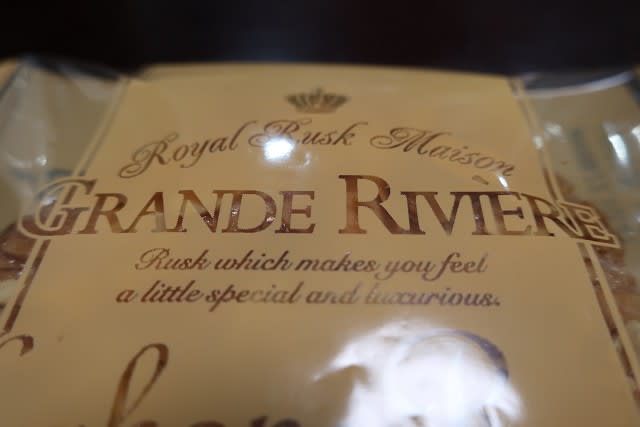 Royal Rusk Maison
GRANDE RIVIÈRE
Rusk which makes you feel
a little special and luxurious.